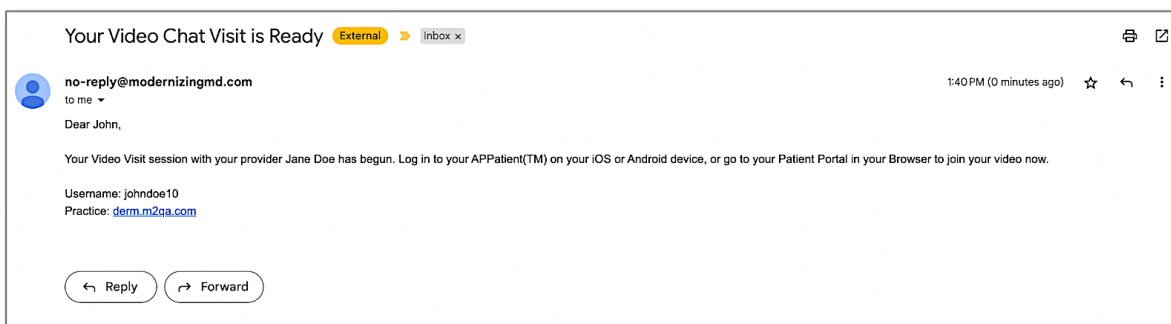 Your Video Chat Visit is Ready External Inbox x
no-reply@modernizingmd.com 1:40 PM (0 minutes ago)
to me
Dear John,
Your Video Visit session with your provider Jane Doe has begun. Log in to your APPatient(TM) on your iOS or Android device, or go to your Patient Portal in your Browser to join your video now.
Username: johndoe10
Practice: derm.m2qa.com
Reply Forward